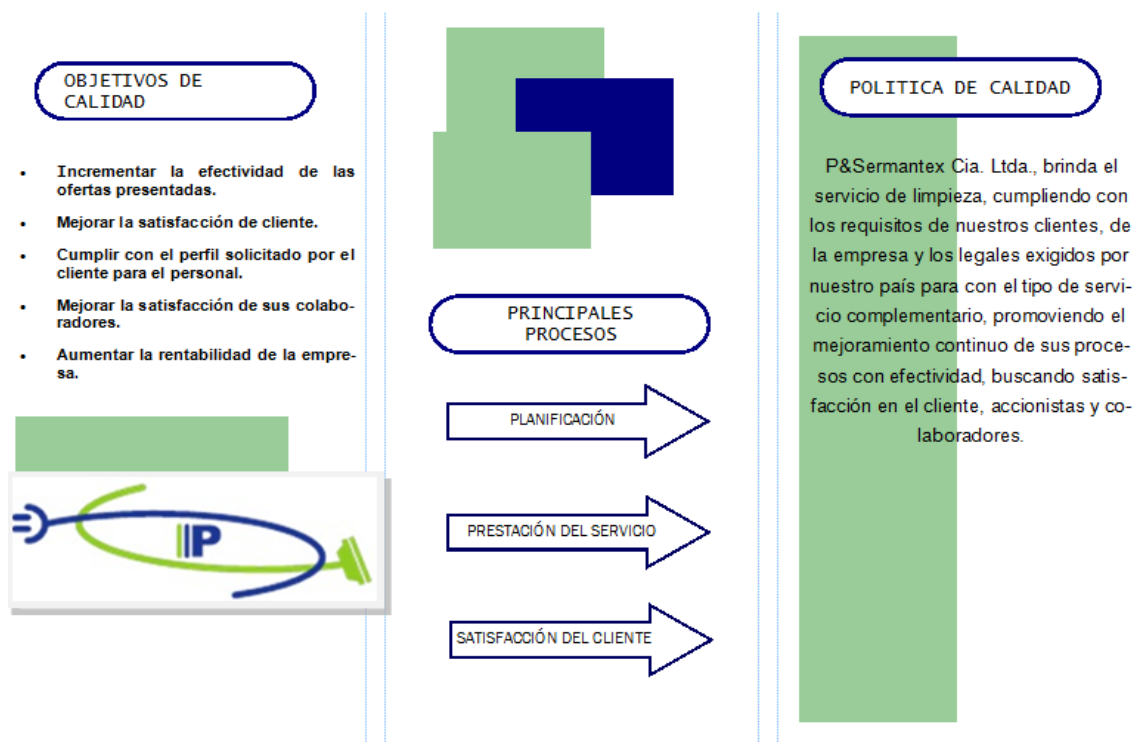 OBJETIVOS DE
CALIDAD
• Incrementar la efectividad de las
ofertas presentadas.
• Mejorar la satisfacción de cliente.
• Cumplir con el perfil solicitado por el
cliente para el personal.
• Mejorar la satisfacción de sus colabo-
radores.
• Aumentar la rentabilidad de la empre-
sa.
P
PRINCIPALES
PROCESOS
PLANIFICACIÓN
PRESTACIÓN DEL SERVICIO
SATISFACCIÓN DEL CLIENTE
POLITICA DE CALIDAD
P&Sermantex Cia. Ltda., brinda el
servicio de limpieza, cumpliendo con
los requisitos de nuestros clientes, de
la empresa y los legales exigidos por
nuestro país para con el tipo de servi-
cio complementario, promoviendo el
mejoramiento continuo de sus proce-
sos con efectividad, buscando satis-
facción en el cliente, accionistas y co-
laboradores.